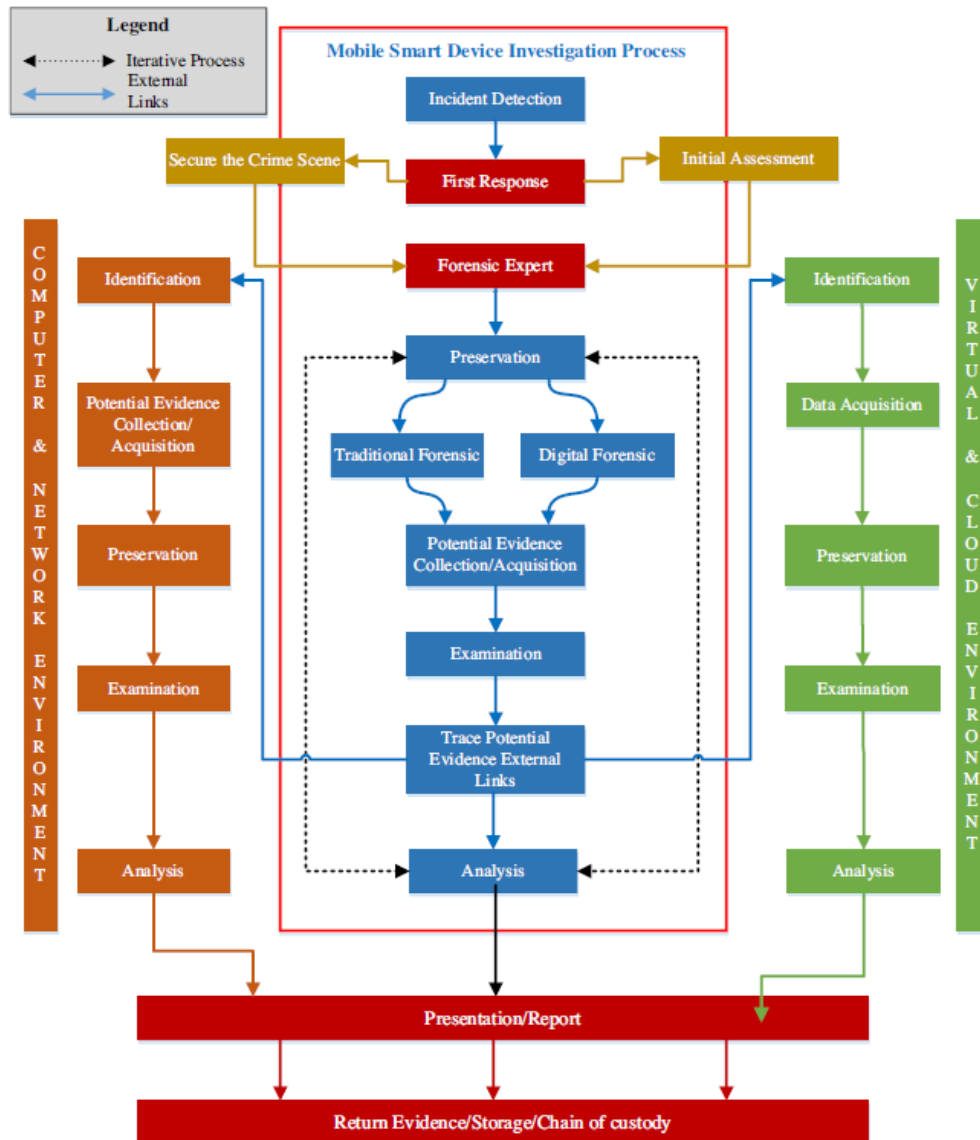 Legend
Iterative Process
External
Links
Mobile Smart Device Investigation Process
Incident Detection
Secure the Crime Scene
First Response
Initial Assessment
Forensic Expert
COMPUTER & NETWORK ENVIRONMENT
Identification
Potential Evidence
Collection/
Acquisition
Preservation
Examination
Analysis
Preservation
Traditional Forensic
Digital Forensic
Potential Evidence
Collection/Acquisition
Examination
Trace Potential
Evidence External
Links
Analysis
Identification
Data Acquisition
Preservation
Examination
Analysis
VIRTUAL & CLOUD ENVIRONMENT
Presentation/Report
Return Evidence/Storage/Chain of custody